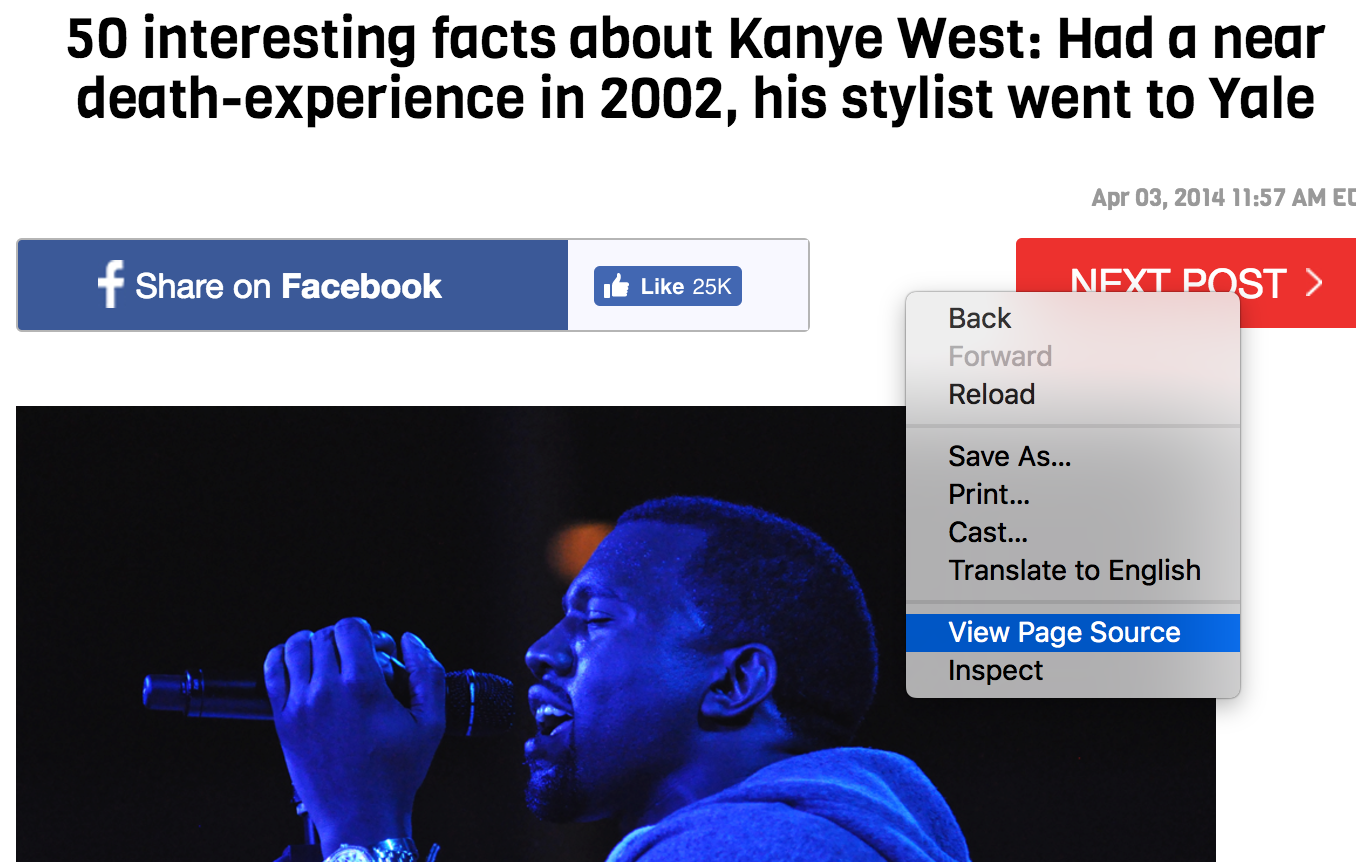 50 interesting facts about Kanye West: Had a near
death-experience in 2002, his stylist went to Yale
Apr 03, 2014 11:57 AM
Share on Facebook
Like 25K
NEXT POST
Back
Forward
Reload
Save As...
Print...
Cast...
Translate to English
View Page Source
Inspect